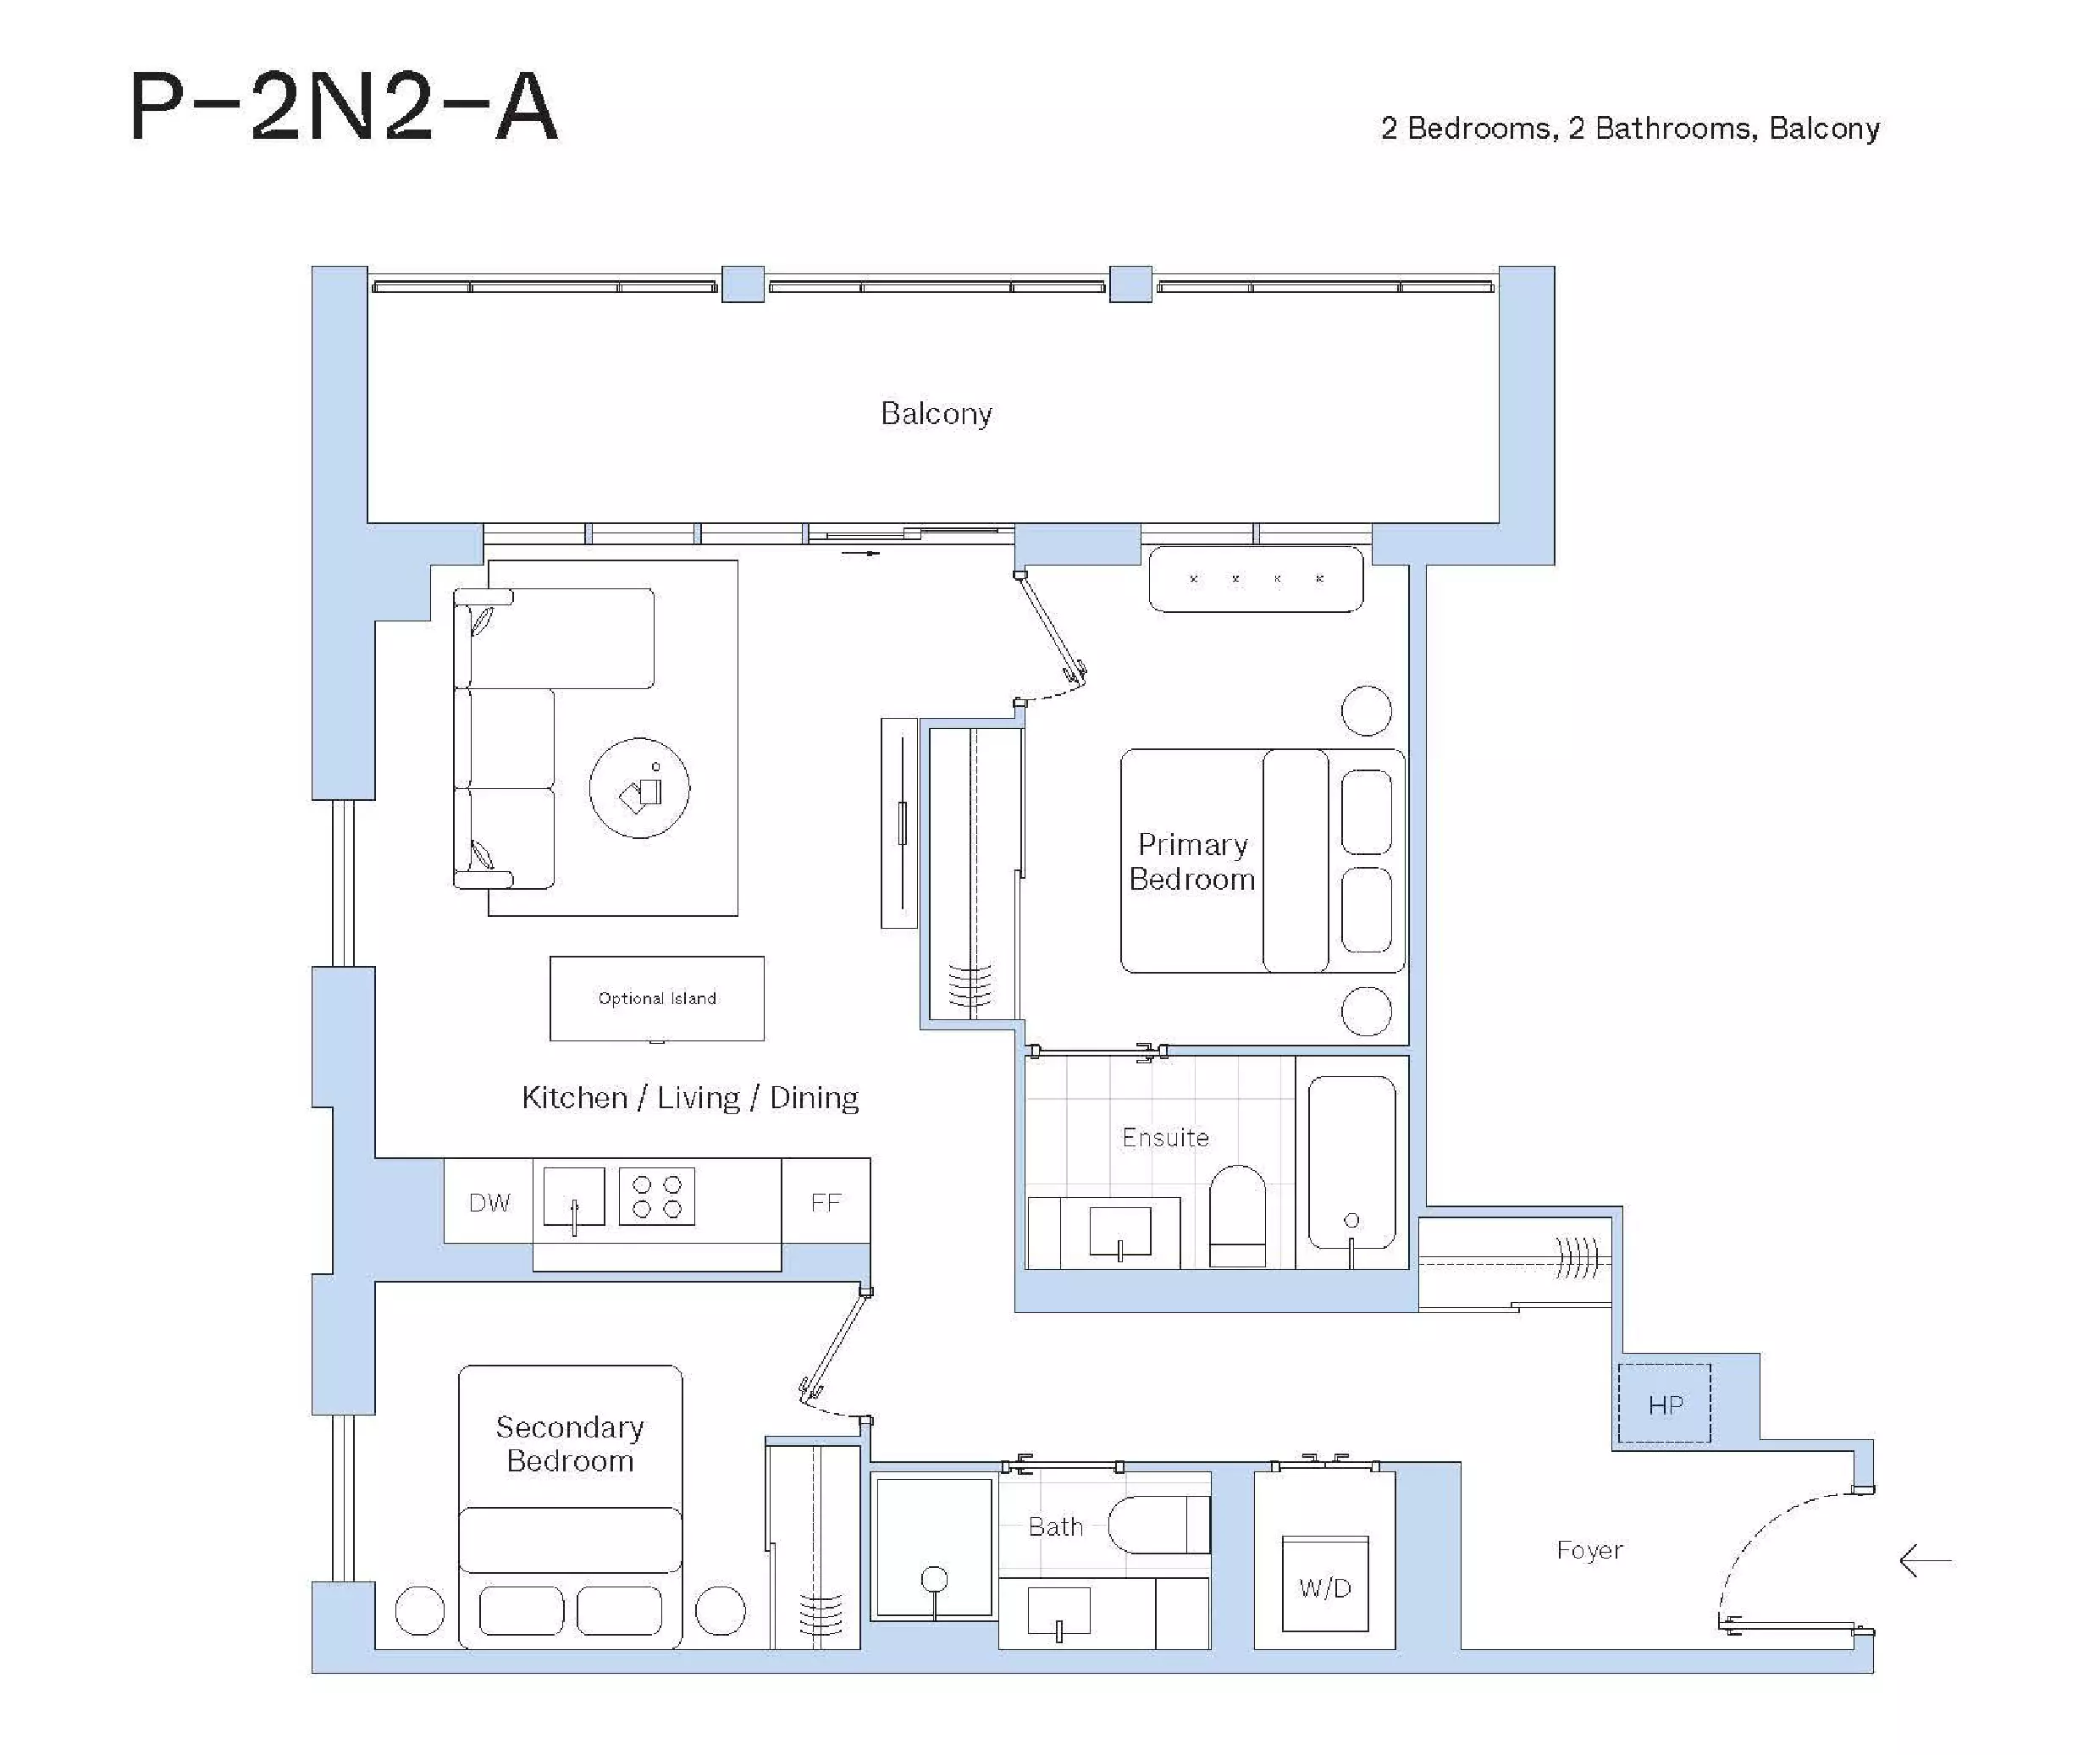 P-2N2-A
2 Bedrooms, 2 Bathrooms, Balcony
Balcony
Primary
Bedroom
Optional Island
Kitchen / Living / Dining
Ensuite
DW
FF
HP
Secondary
Bedroom
Bath
W/D
Foyer